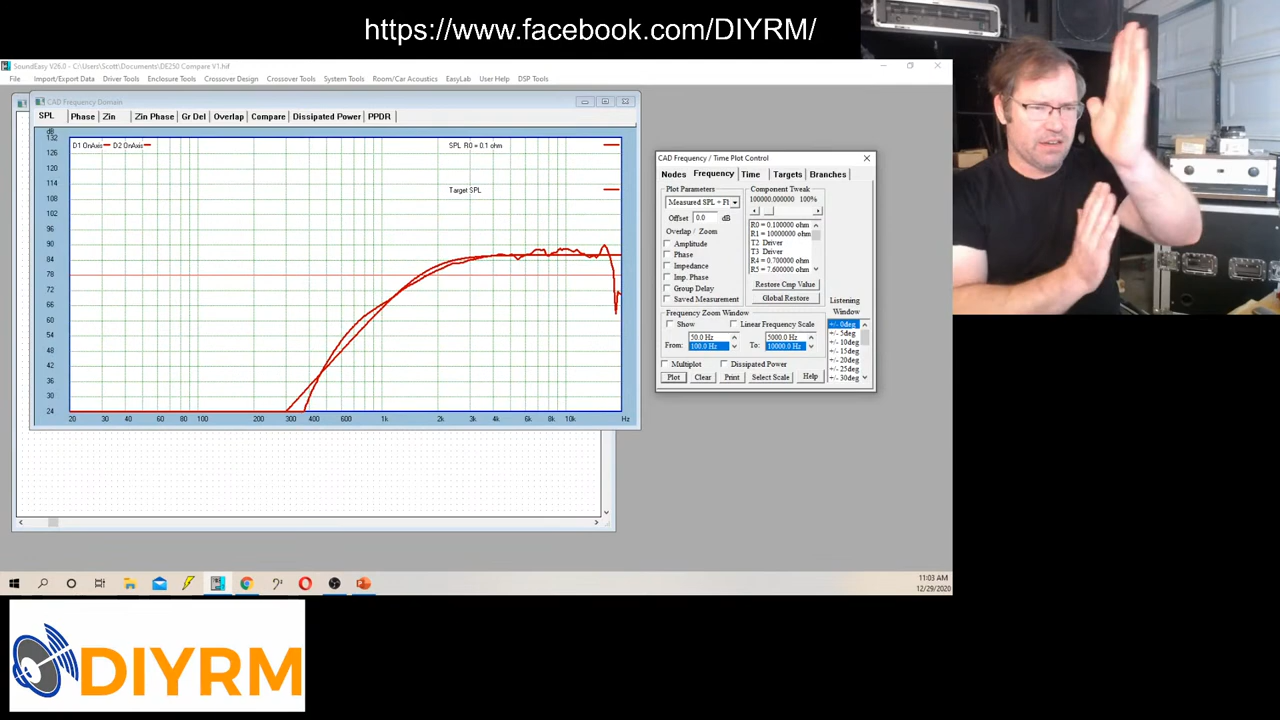 https://www.facebook.com/DIYRM/
SoundEasy V26.0 - C:\Users\Scott\Documents\DE250 Compare V1.hif
File Import/Export Data Driver Tools Enclosure Tools Crossover Design Crossover Tools System Tools Room/Car Acoustics EasyLab User Help DSP Tools
CAD Frequency Domain
SPL Phase Zin Zin Phase Gr Del Overlap Compare Dissipated Power PPDR
dB
132
126
120
114
108
102
96
90
84
78
72
66
60
54
48
42
36
30
24
D1 OnAxis D2 OnAxis
SPL R0 = 0.1 ohm
Target SPL
20 30 40 60 80 100 200 300 400 600 1k 2k 3k 4k 6k 8k 10k Hz
CAD Frequency / Time Plot Control
Nodes Frequency Time Targets Branches
Plot Parameters
Measured SPL + Fl
Offset 0.0 dB
Overlap / Zoom
Amplitude
Phase
Impedance
Imp. Phase
Group Delay
Saved Measurement
Component Tweak
100000.000000 100%
R0 = 0.100000 ohm
R1 = 10000000 ohm
T2 Driver
T3 Driver
R4 = 0.700000 ohm
R5 = 7.600000 ohm
Restore Cmp Value
Global Restore
Frequency Zoom Window
Show Linear Frequency Scale
50.0 Hz 5000.0 Hz
From: 100.0 Hz To: 10000.0 Hz
Multiplot Dissipated Power
Plot Clear Print Select Scale Help
Listening
Window
+/- 0deg
+/- 5deg
+/- 10deg
+/- 15deg
+/- 20deg
+/- 25deg
+/- 30deg
11:03 AM
12/29/2020
DIYRM